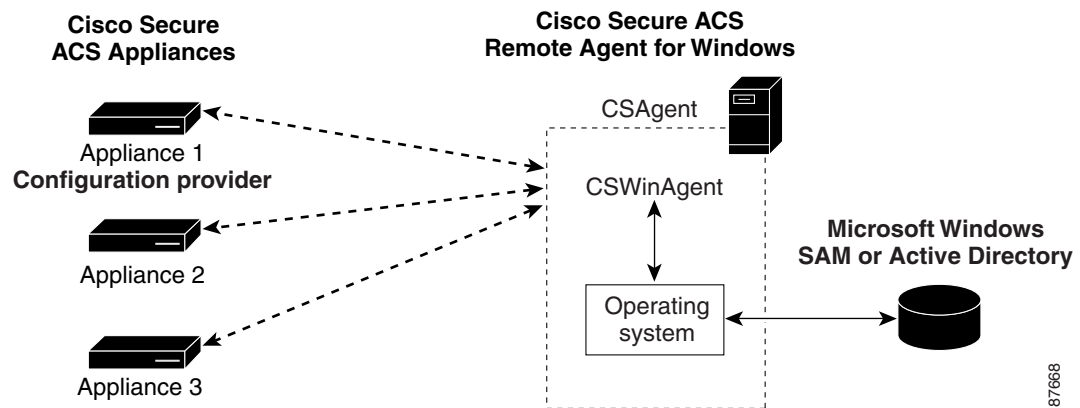 Cisco Secure
ACS Appliances
Cisco Secure ACS
Remote Agent for Windows
CSAgent
Appliance 1
Configuration provider
CSWinAgent
Appliance 2
Microsoft Windows
SAM or Active Directory
Operating
system
Appliance 3
87668